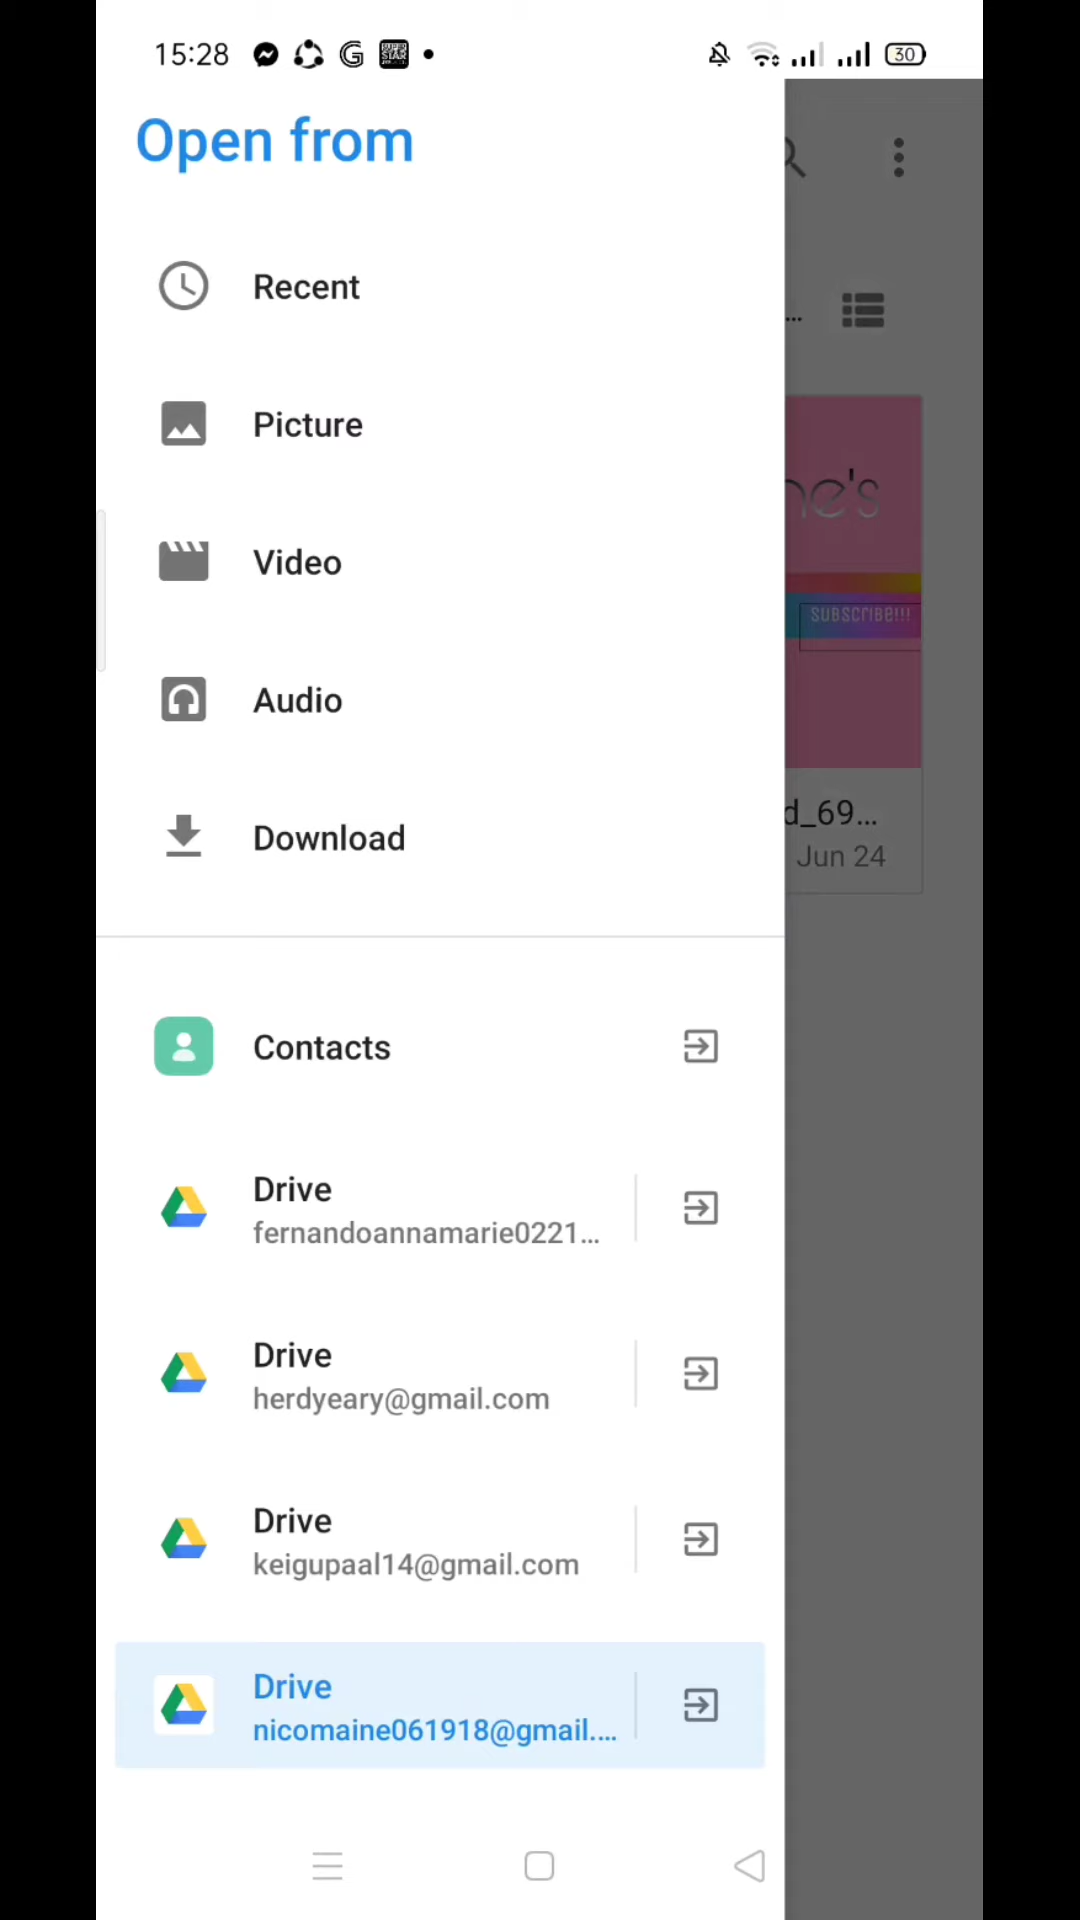 15:28
30
Open from
Recent
Picture
Video
Audio
Download
Contacts
Drive
fernandoannamarie0221...
Drive
herdyeary@gmail.com
Drive
keigupaal14@gmail.com
Drive
nicomaine061918@gmail....
...
ne's
SUBSCRIBE!!!
d_69...
Jun 24